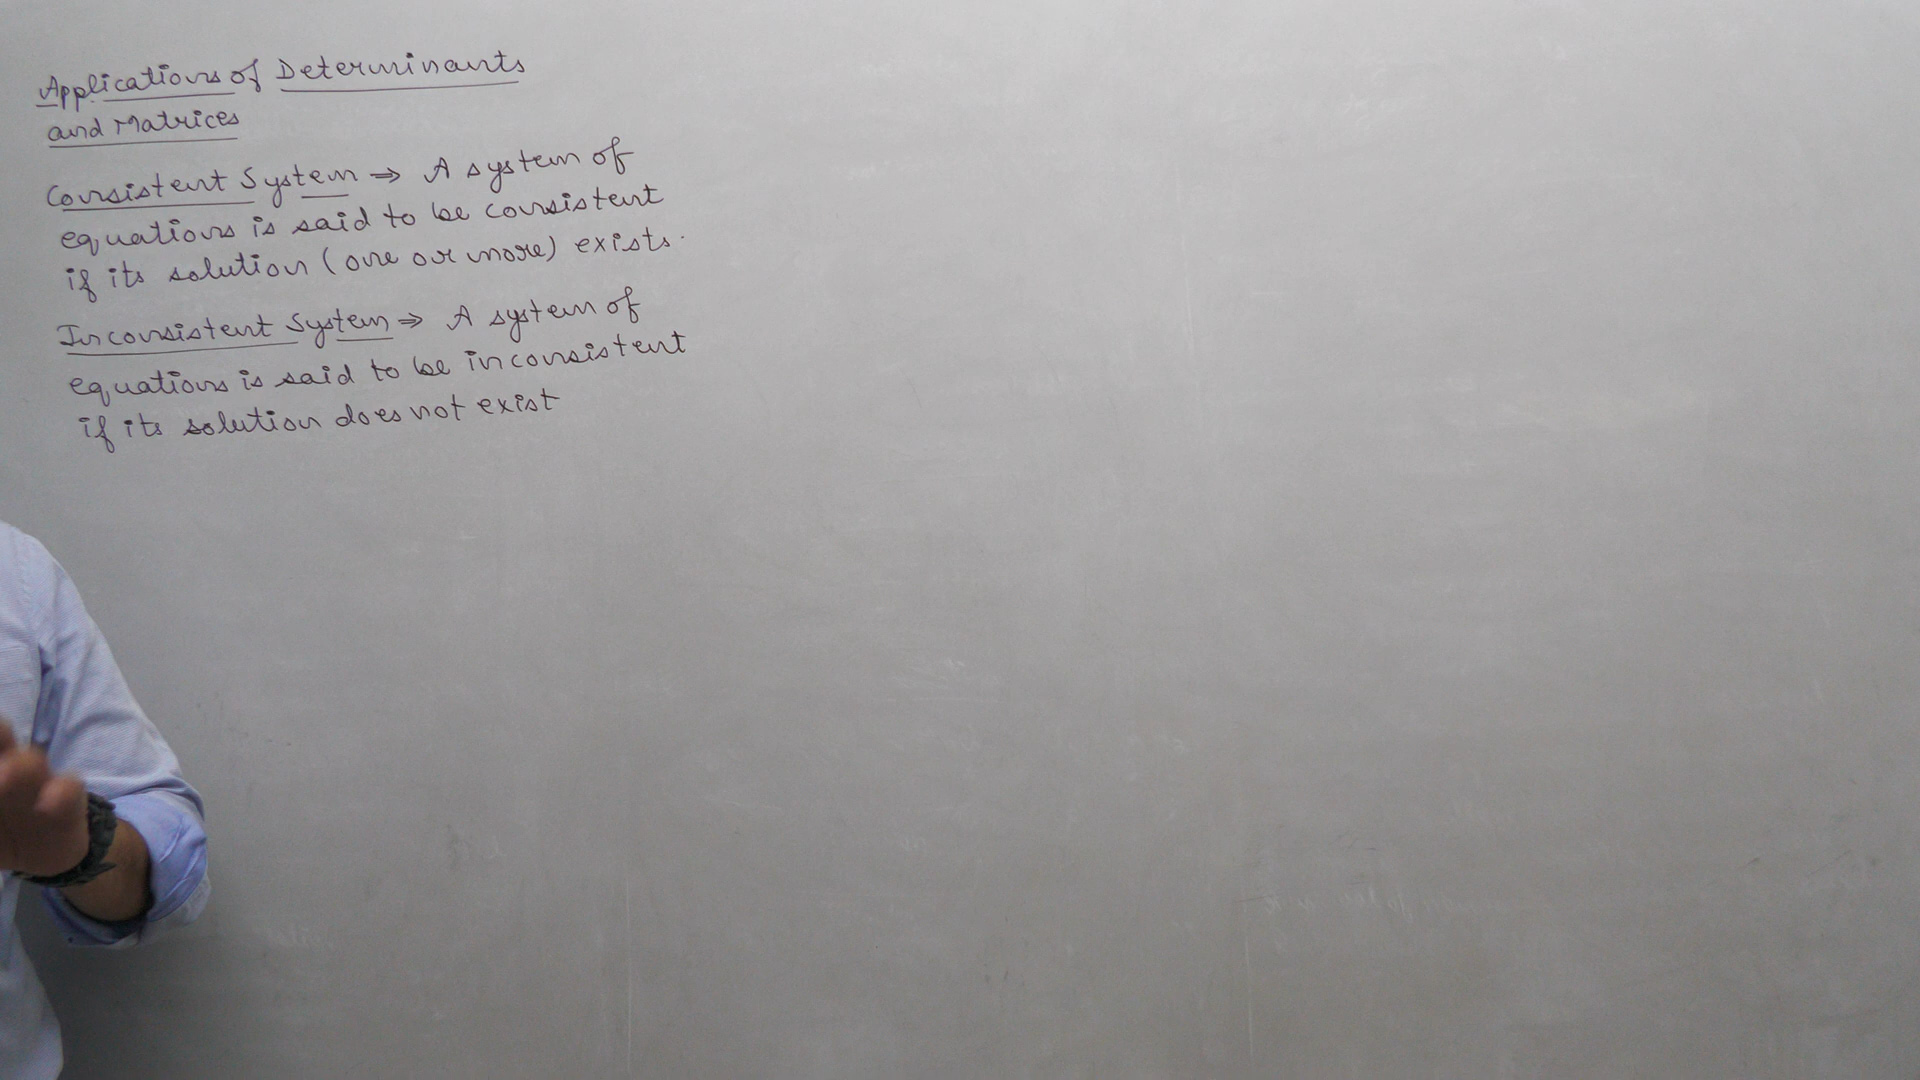 Applications of Determinants
and Matrices
Consistent System ⇒ A system of
equations is said to be consistent
if its solution (one or more) exists.
Inconsistent System ⇒ A system of
equations is said to be inconsistent
if its solution does not exist